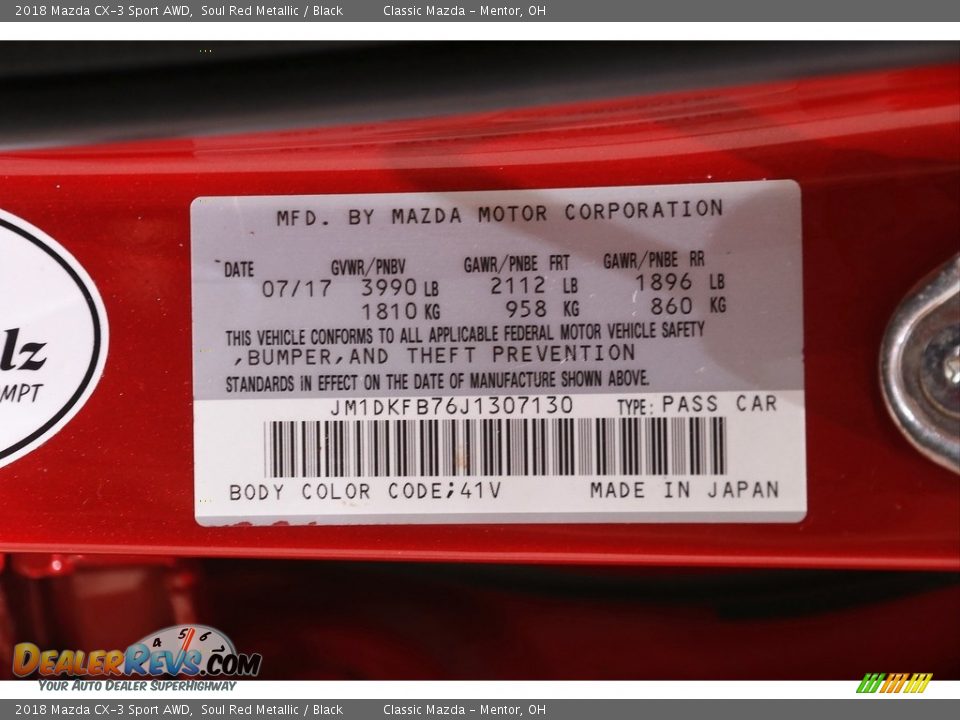 2018 Mazda CX-3 Sport AWD, Soul Red Metallic / Black Classic Mazda - Mentor, OH
MFD. BY MAZDA MOTOR CORPORATION
DATE GVWR/PNBV GAWR/PNBE FRT GAWR/PNBE RR
07/17 3990 LB 2112 LB 1896 LB
1810 KG 958 KG 860 KG
THIS VEHICLE CONFORMS TO ALL APPLICABLE FEDERAL MOTOR VEHICLE SAFETY
,BUMPER,AND THEFT PREVENTION
STANDARDS IN EFFECT ON THE DATE OF MANUFACTURE SHOWN ABOVE.
JM1DKFB76J1307130 TYPE: PASS CAR
BODY COLOR CODE;41V MADE IN JAPAN
lz
MPT
4 5 6
DEALERREVS.COM
YOUR AUTO DEALER SUPERHIGHWAY
2018 Mazda CX-3 Sport AWD, Soul Red Metallic / Black Classic Mazda - Mentor, OH